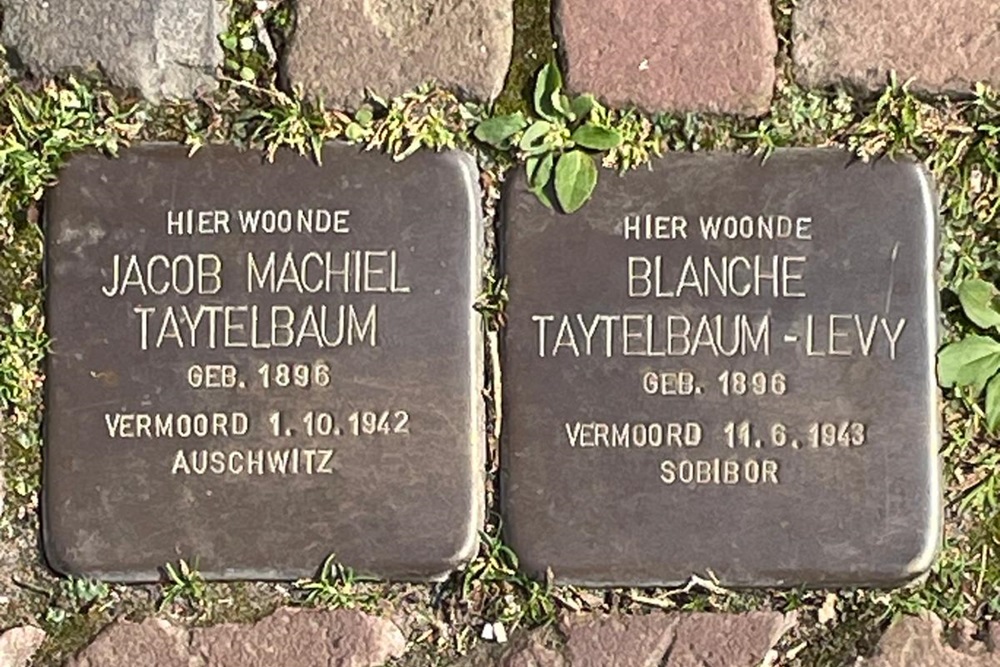 HIER WOONDE
JACOB MACHIEL
TAYTELBAUM
GEB. 1896
VERMOORD 1.10.1942
AUSCHWITZ
HIER WOONDE
BLANCHE
TAYTELBAUM-LEVY
GEB. 1896
VERMOORD 11.6.1943
SOBIBOR